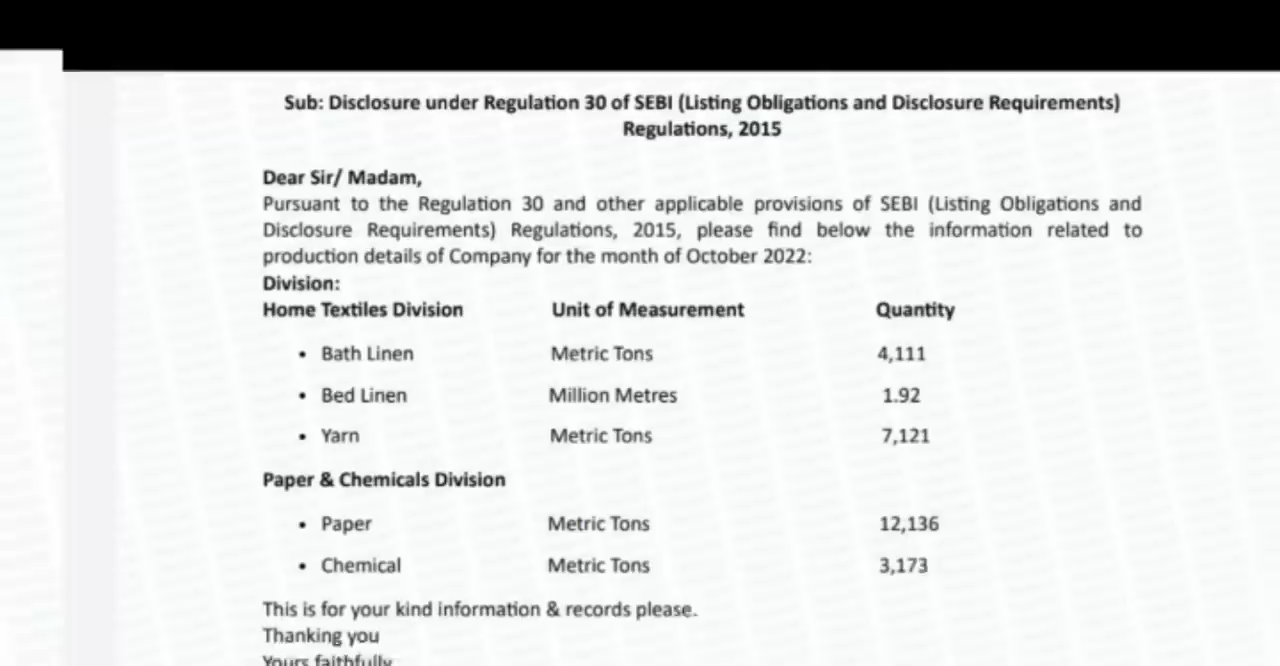 Sub: Disclosure under Regulation 30 of SEBI (Listing Obligations and Disclosure Requirements)
Regulations, 2015
Dear Sir/ Madam,
Pursuant to the Regulation 30 and other applicable provisions of SEBI (Listing Obligations and
Disclosure Requirements) Regulations, 2015, please find below the information related to
production details of Company for the month of October 2022:
Division:
Home Textiles Division Unit of Measurement Quantity
• Bath Linen Metric Tons 4,111
• Bed Linen Million Metres 1.92
• Yarn Metric Tons 7,121
Paper & Chemicals Division
• Paper Metric Tons 12,136
• Chemical Metric Tons 3,173
This is for your kind information & records please.
Thanking you
Yours faithfully